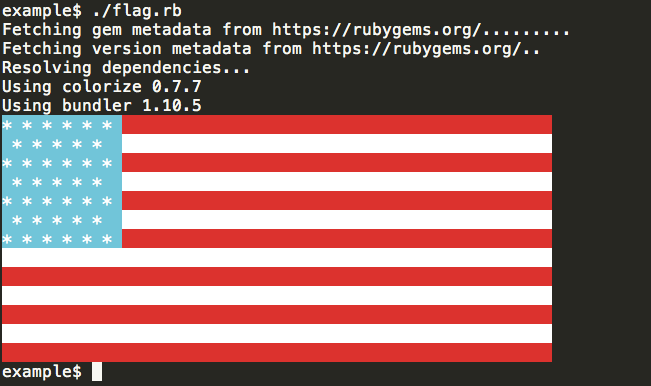 example$ ./flag.rb
Fetching gem metadata from https://rubygems.org/.........
Fetching version metadata from https://rubygems.org/..
Resolving dependencies...
Using colorize 0.7.7
Using bundler 1.10.5
* * * * * *
 * * * * *
* * * * * *
 * * * * *
* * * * * *
 * * * * *
* * * * * *
example$